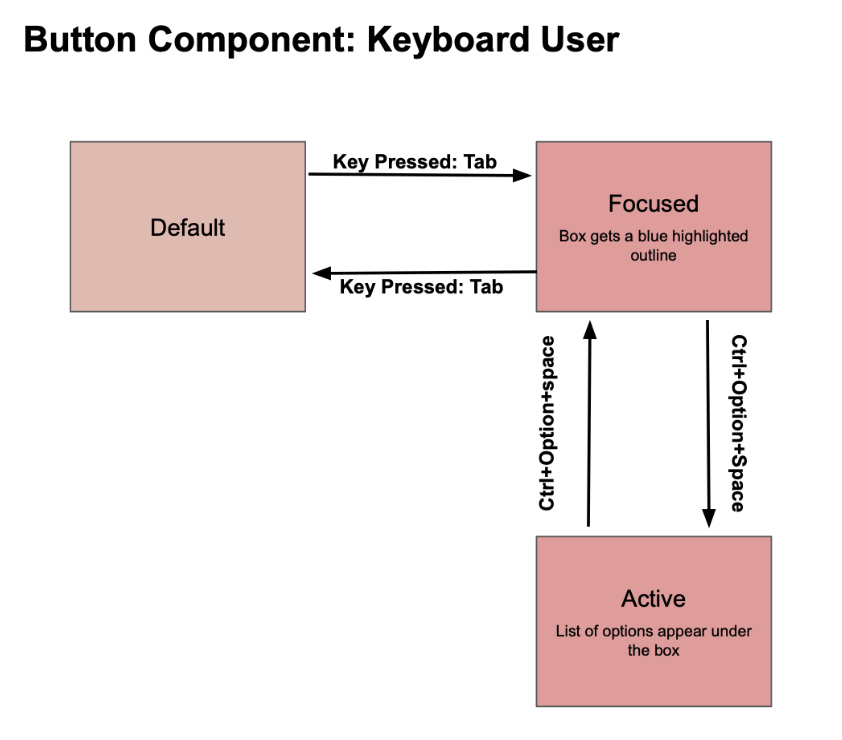 Button Component: Keyboard User
Key Pressed: Tab
Default
Focused
Box gets a blue highlighted
outline
Key Pressed: Tab
Ctrl+Option+space
Ctrl+Option+Space
Active
List of options appear under
the box